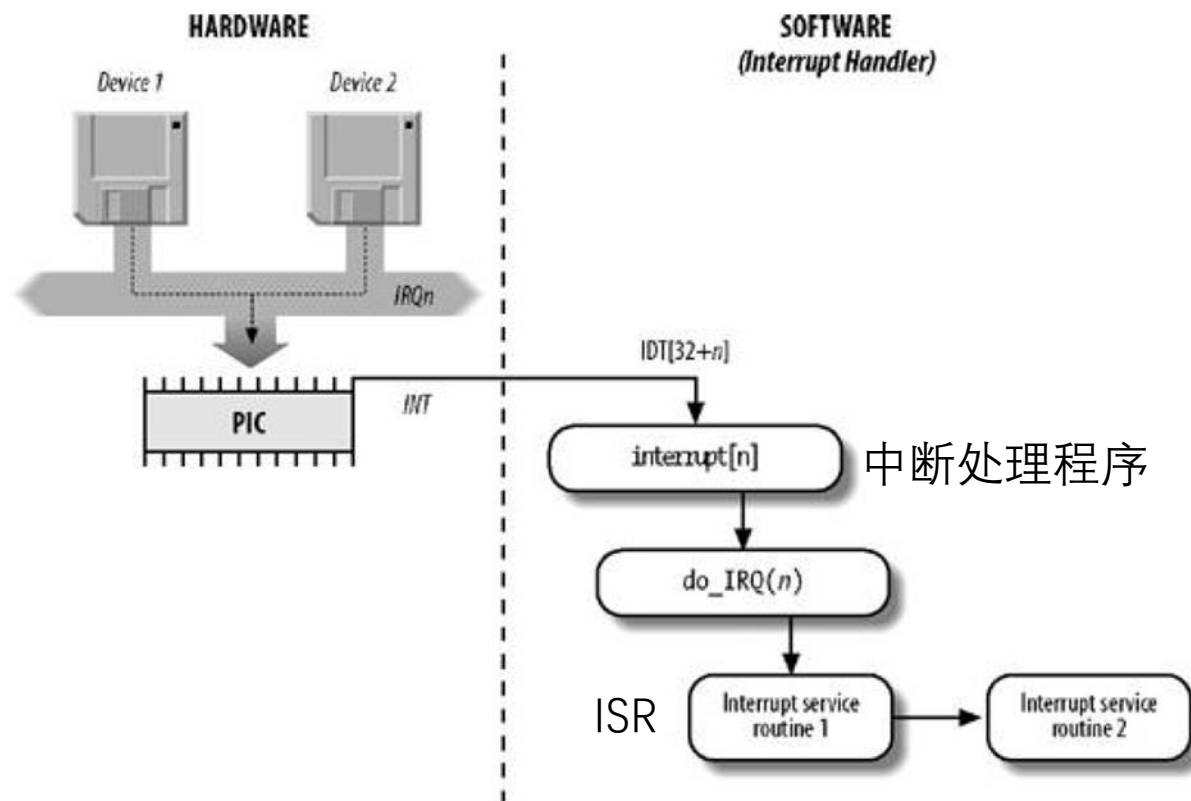 HARDWARE
SOFTWARE
(Interrupt Handler)
Device 1
Device 2
IRQn
IDT[32+n]
INT
PIC
interrupt[n]
中断处理程序
do_IRQ(n)
ISR
Interrupt service
routine 1
Interrupt service
routine 2